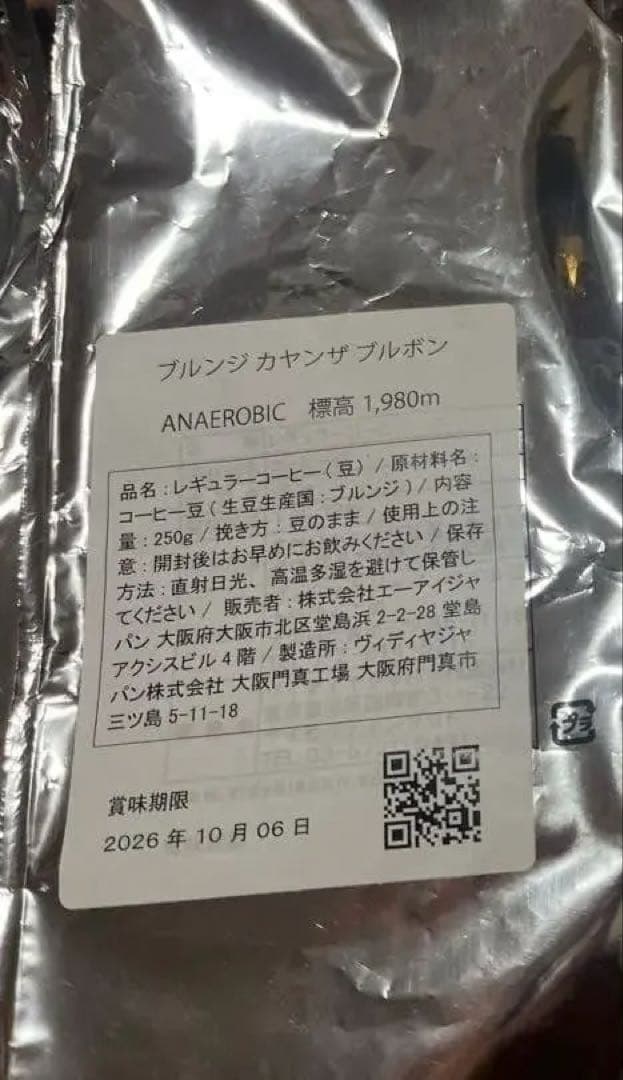 ブルンジ カヤンザ ブルボン
ANAEROBIC 標高 1,980m
品名 : レギュラーコーヒー( 豆) / 原材料名 :
コーヒー豆 ( 生豆生産国 : ブルンジ ) / 内容
量 : 250g / 挽き方 : 豆のまま / 使用上の注
意 : 開封後はお早めにお飲みください / 保存
方法 : 直射日光、高温多湿を避けて保管し
てください / 販売者 : 株式会社エーアイジャ
パン 大阪府大阪市北区堂島浜 2-2-28 堂島
アクシスビル 4 階 / 製造所 : ヴィディヤジャ
パン株式会社 大阪門真工場 大阪府門真市
三ツ島 5-11-18
プラ
賞味期限
2026 年 10 月 06 日